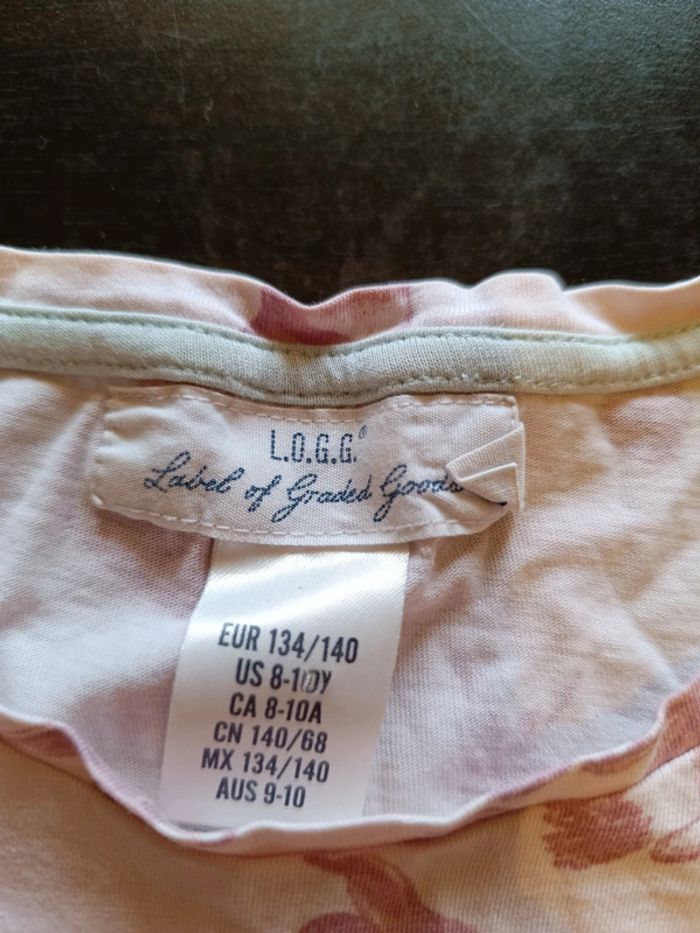 L.O.G.G.®
Label of Graded Goods
EUR 134/140
US 8-10Y
CA 8-10A
CN 140/68
MX 134/140
AUS 9-10